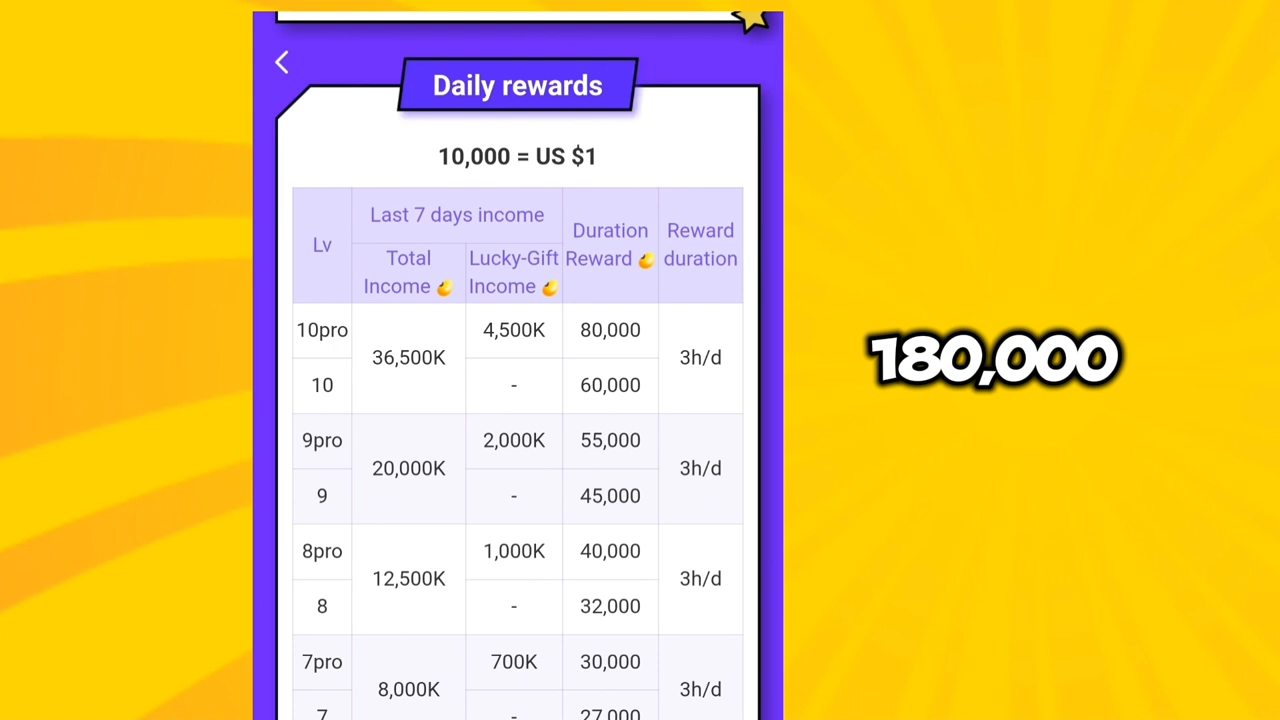 Daily rewards
10,000 = US $1
Lv
Last 7 days income
Total Income
Lucky-Gift Income
Duration Reward
Reward duration
10pro 36,500K 4,500K 80,000 3h/d
10 - 60,000
9pro 20,000K 2,000K 55,000 3h/d
9 - 45,000
8pro 12,500K 1,000K 40,000 3h/d
8 - 32,000
7pro 8,000K 700K 30,000 3h/d
7 - 27,000
180,000